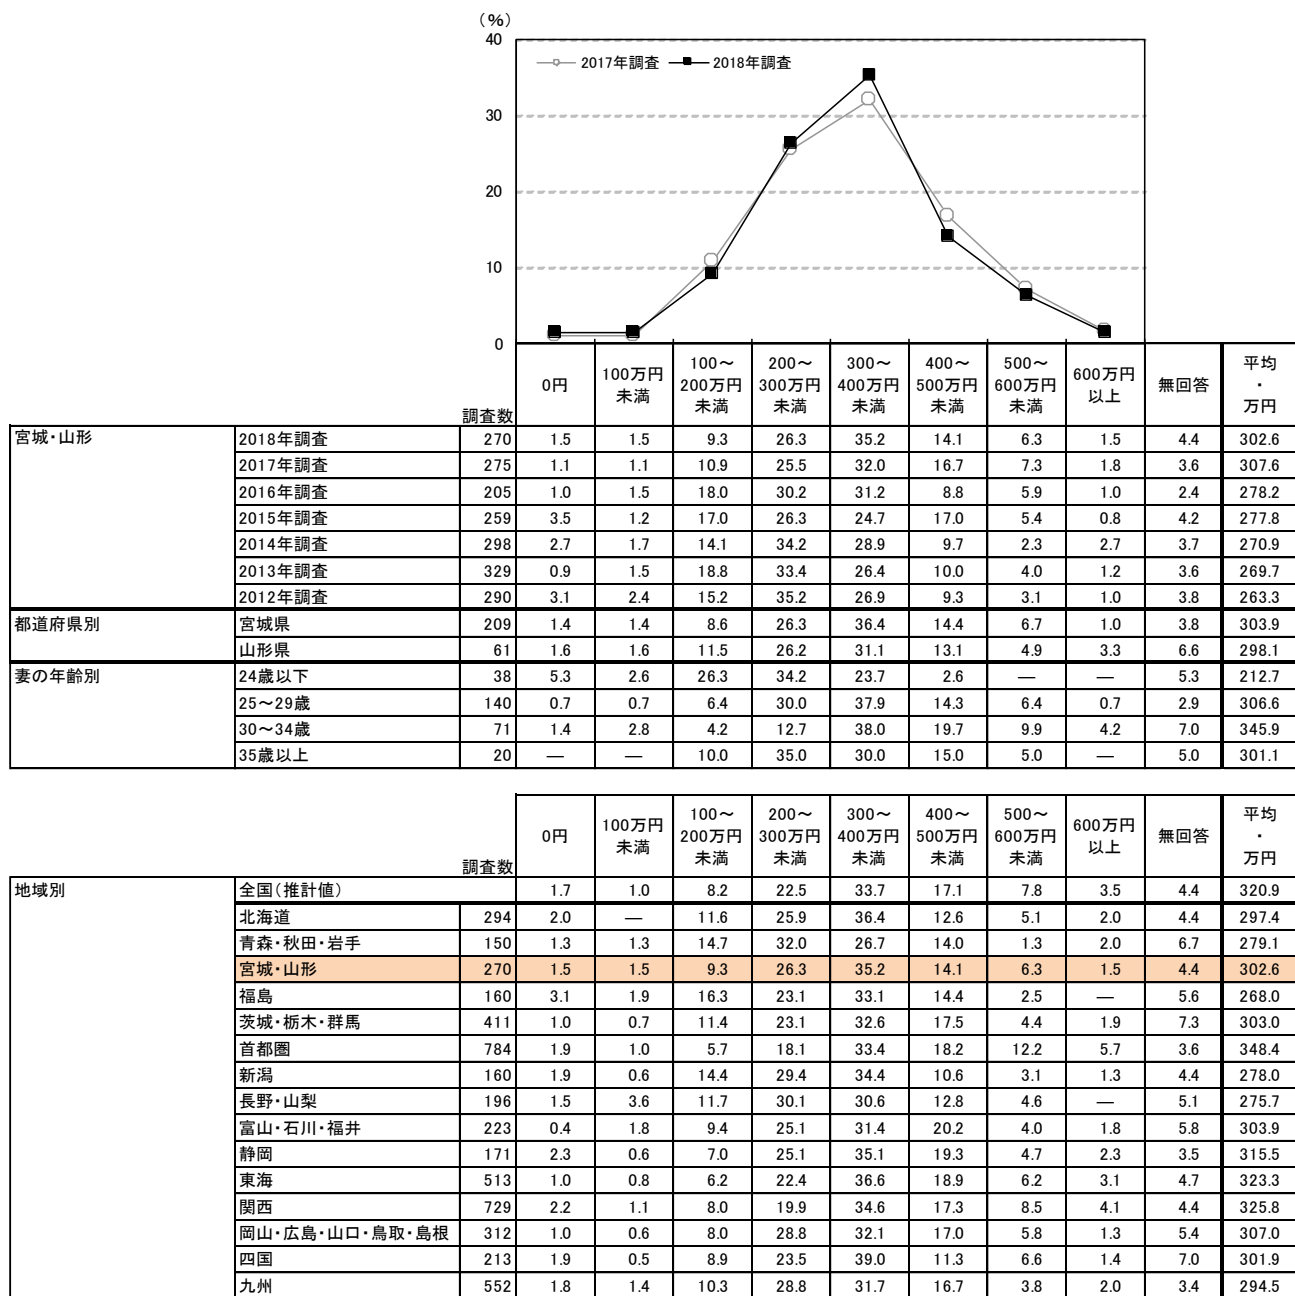 (%)
40
30
20
10
0
2017年調査 2018年調査
調査数 0円 100万円未満 100～200万円未満 200～300万円未満 300～400万円未満 400～500万円未満 500～600万円未満 600万円以上 無回答 平均・万円
宮城・山形 2018年調査 270 1.5 1.5 9.3 26.3 35.2 14.1 6.3 1.5 4.4 302.6
2017年調査 275 1.1 1.1 10.9 25.5 32.0 16.7 7.3 1.8 3.6 307.6
2016年調査 205 1.0 1.5 18.0 30.2 31.2 8.8 5.9 1.0 2.4 278.2
2015年調査 259 3.5 1.2 17.0 26.3 24.7 17.0 5.4 0.8 4.2 277.8
2014年調査 298 2.7 1.7 14.1 34.2 28.9 9.7 2.3 2.7 3.7 270.9
2013年調査 329 0.9 1.5 18.8 33.4 26.4 10.0 4.0 1.2 3.6 269.7
2012年調査 290 3.1 2.4 15.2 35.2 26.9 9.3 3.1 1.0 3.8 263.3
都道府県別 宮城県 209 1.4 1.4 8.6 26.3 36.4 14.4 6.7 1.0 3.8 303.9
山形県 61 1.6 1.6 11.5 26.2 31.1 13.1 4.9 3.3 6.6 298.1
妻の年齢別 24歳以下 38 5.3 2.6 26.3 34.2 23.7 2.6 ― ― 5.3 212.7
25～29歳 140 0.7 0.7 6.4 30.0 37.9 14.3 6.4 0.7 2.9 306.6
30～34歳 71 1.4 2.8 4.2 12.7 38.0 19.7 9.9 4.2 7.0 345.9
35歳以上 20 ― ― 10.0 35.0 30.0 15.0 5.0 ― 5.0 301.1
調査数 0円 100万円未満 100～200万円未満 200～300万円未満 300～400万円未満 400～500万円未満 500～600万円未満 600万円以上 無回答 平均・万円
地域別 全国（推計値） 1.7 1.0 8.2 22.5 33.7 17.1 7.8 3.5 4.4 320.9
北海道 294 2.0 ― 11.6 25.9 36.4 12.6 5.1 2.0 4.4 297.4
青森・秋田・岩手 150 1.3 1.3 14.7 32.0 26.7 14.0 1.3 2.0 6.7 279.1
宮城・山形 270 1.5 1.5 9.3 26.3 35.2 14.1 6.3 1.5 4.4 302.6
福島 160 3.1 1.9 16.3 23.1 33.1 14.4 2.5 ― 5.6 268.0
茨城・栃木・群馬 411 1.0 0.7 11.4 23.1 32.6 17.5 4.4 1.9 7.3 303.0
首都圏 784 1.9 1.0 5.7 18.1 33.4 18.2 12.2 5.7 3.6 348.4
新潟 160 1.9 0.6 14.4 29.4 34.4 10.6 3.1 1.3 4.4 278.0
長野・山梨 196 1.5 3.6 11.7 30.1 30.6 12.8 4.6 ― 5.1 275.7
富山・石川・福井 223 0.4 1.8 9.4 25.1 31.4 20.2 4.0 1.8 5.8 303.9
静岡 171 2.3 0.6 7.0 25.1 35.1 19.3 4.7 2.3 3.5 315.5
東海 513 1.0 0.8 6.2 22.4 36.6 18.9 6.2 3.1 4.7 323.3
関西 729 2.2 1.1 8.0 19.9 34.6 17.3 8.5 4.1 4.4 325.8
岡山・広島・山口・鳥取・島根 312 1.0 0.6 8.0 28.8 32.1 17.0 5.8 1.3 5.4 307.0
四国 213 1.9 0.5 8.9 23.5 39.0 11.3 6.6 1.4 7.0 301.9
九州 552 1.8 1.4 10.3 28.8 31.7 16.7 3.8 2.0 3.4 294.5